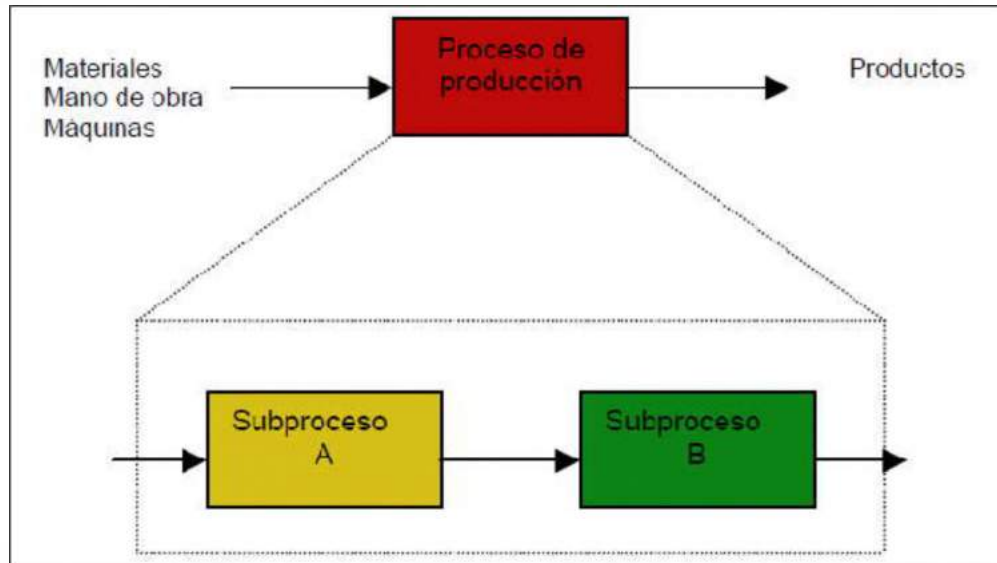 Materiales
Mano de obra
Máquinas
Proceso de
producción
Productos
Subproceso
A
Subproceso
B